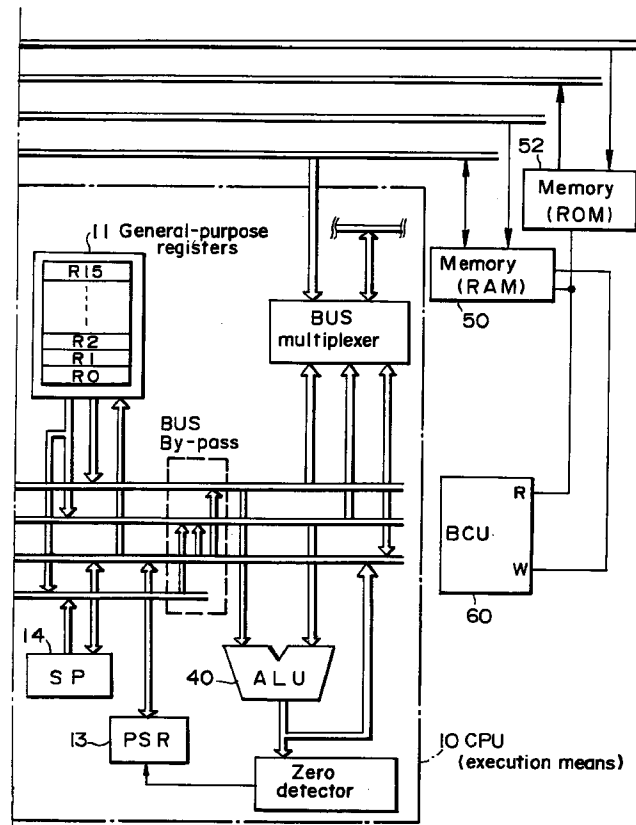 52
Memory
(ROM)
11 General-purpose
registers
R15
R2
R1
R0
Memory
(RAM)
50
BUS
multiplexer
BUS
By-pass
R
BCU
W
60
14
SP
40
ALU
13
PSR
10 CPU
(execution means)
Zero
detector